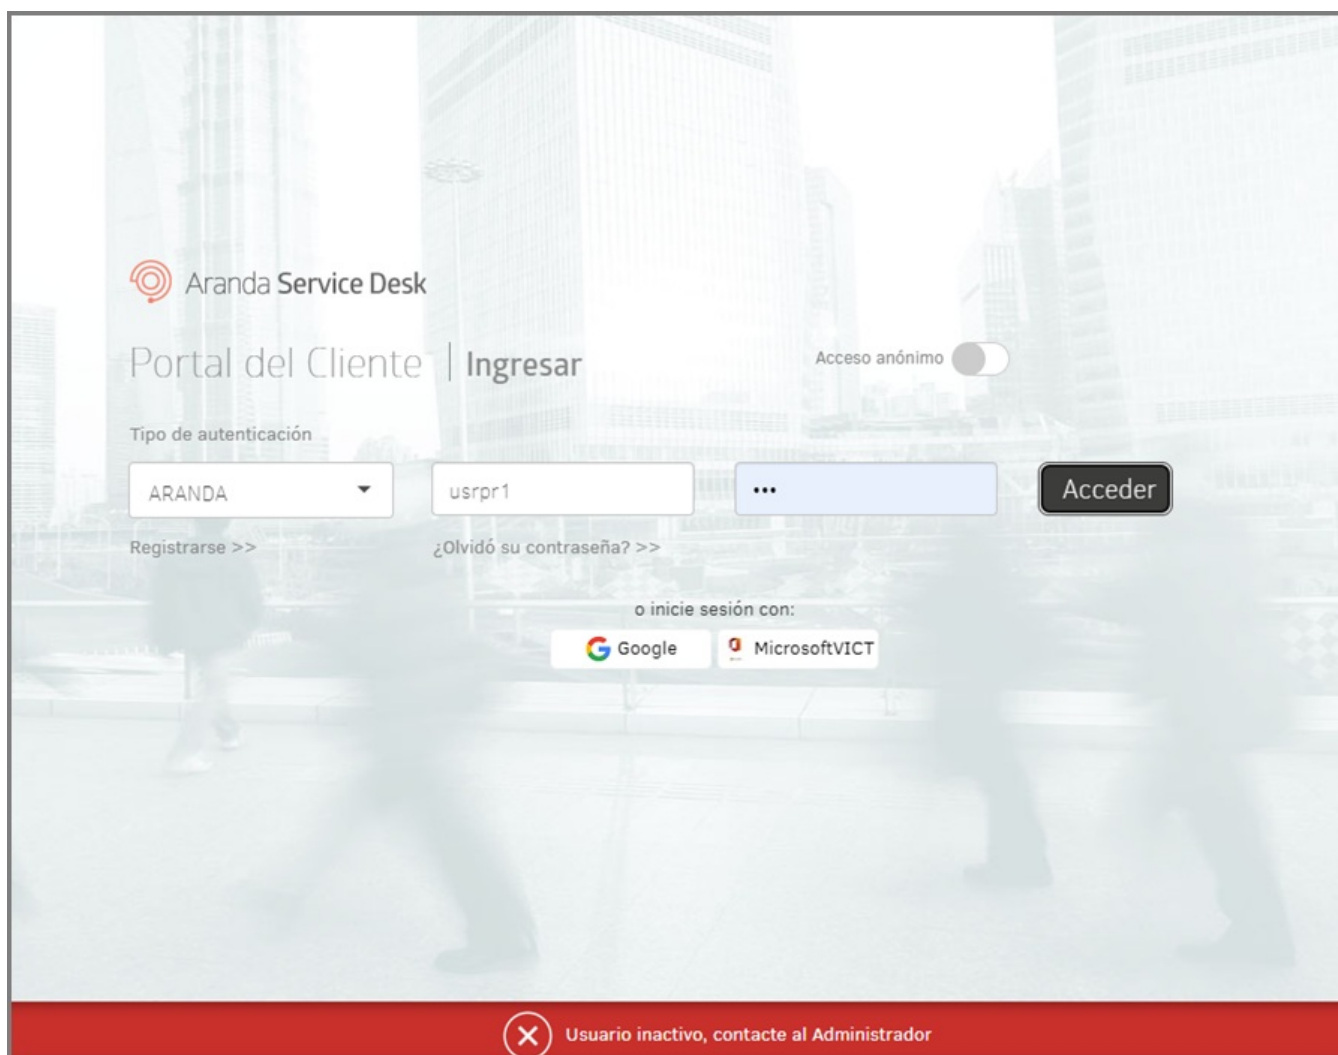 Aranda Service Desk
Portal del Cliente | Ingresar
Acceso anónimo
Tipo de autenticación
ARANDA
usrpr1
•••
Acceder
Registrarse >>
¿Olvidó su contraseña? >>
o inicie sesión con:
Google
MicrosoftVICT
Usuario inactivo, contacte al Administrador